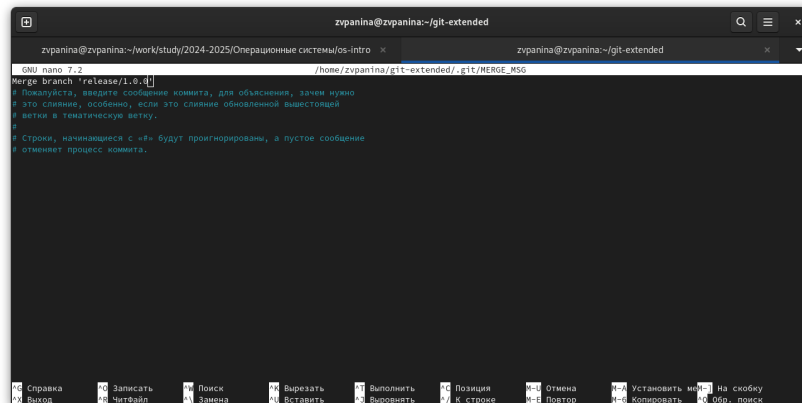 zvpanina@zvpanina:~/git-extended
zvpanina@zvpanina:~/work/study/2024-2025/Операционные системы/os-intro
zvpanina@zvpanina:~/git-extended
GNU nano 7.2 /home/zvpanina/git-extended/.git/MERGE_MSG
Merge branch 'release/1.0.0'
# Пожалуйста, введите сообщение коммита, для объяснения, зачем нужно
# это слияние, особенно, если это слияние обновленной вышестоящей
# ветки в тематическую ветку.
#
# Строки, начинающиеся с «#» будут проигнорированы, а пустое сообщение
# отменяет процесс коммита.
^G Справка ^O Записать ^W Поиск ^K Вырезать ^T Выполнить ^C Позиция M-U Отмена M-A Установить ме M-] На скобку
^X Выход ^R ЧитФайл ^\ Замена ^U Вставить ^J Выровнять ^/ К строке M-E Повтор M-6 Копировать ^Q Обр. поиск